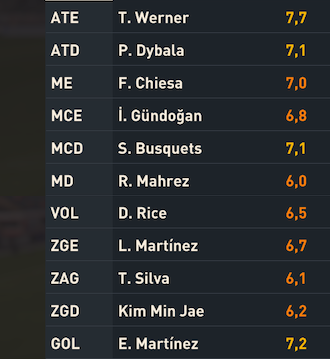 ATE T. Werner 7,7
ATD P. Dybala 7,1
ME F. Chiesa 7,0
MCE İ. Gündoğan 6,8
MCD S. Busquets 7,1
MD R. Mahrez 6,0
VOL D. Rice 6,5
ZGE L. Martínez 6,7
ZAG T. Silva 6,1
ZGD Kim Min Jae 6,2
GOL E. Martínez 7,2